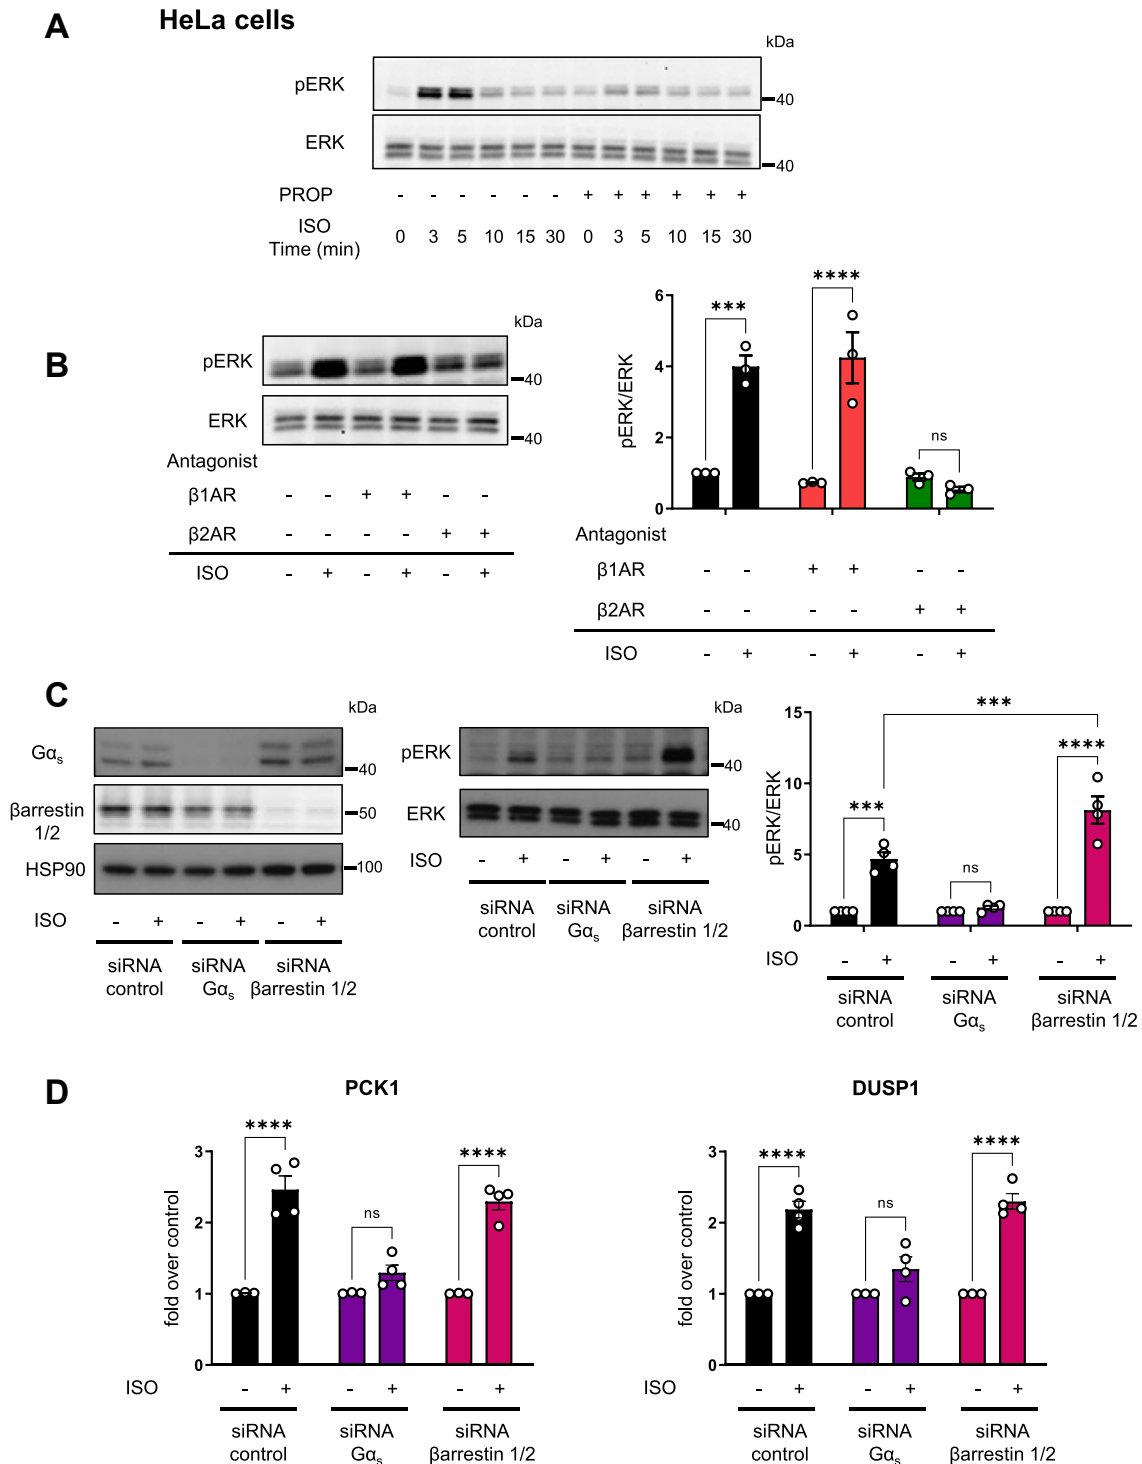 A
HeLa cells
kDa
pERK
40
ERK
40
PROP - - - - - - + + + + + + +
ISO
Time (min) 0 3 5 10 15 30 0 3 5 10 15 30
B
kDa
pERK
40
ERK
40
Antagonist
β1AR - - + + - -
β2AR - - - - + +
ISO - + - + - +
pERK/ERK
6
4
2
0
***
****
ns
Antagonist
β1AR - - + + - -
β2AR - - - - + +
ISO - + - + - +
C
kDa
Gαs
40
βarrestin
1/2
50
HSP90
100
ISO - + - + - +
siRNA siRNA siRNA
control Gαs βarrestin 1/2
kDa
pERK
40
ERK
40
ISO - + - + - +
siRNA siRNA siRNA
control Gαs βarrestin 1/2
pERK/ERK
15
10
5
0
***
***
ns
****
ISO - + - + - +
siRNA siRNA siRNA
control Gαs βarrestin 1/2
D
PCK1
fold over control
3
2
1
0
****
ns
****
ISO - + - + - +
siRNA siRNA siRNA
control Gαs βarrestin 1/2
DUSP1
fold over control
3
2
1
0
****
ns
****
ISO - + - + - +
siRNA siRNA siRNA
control Gαs βarrestin 1/2